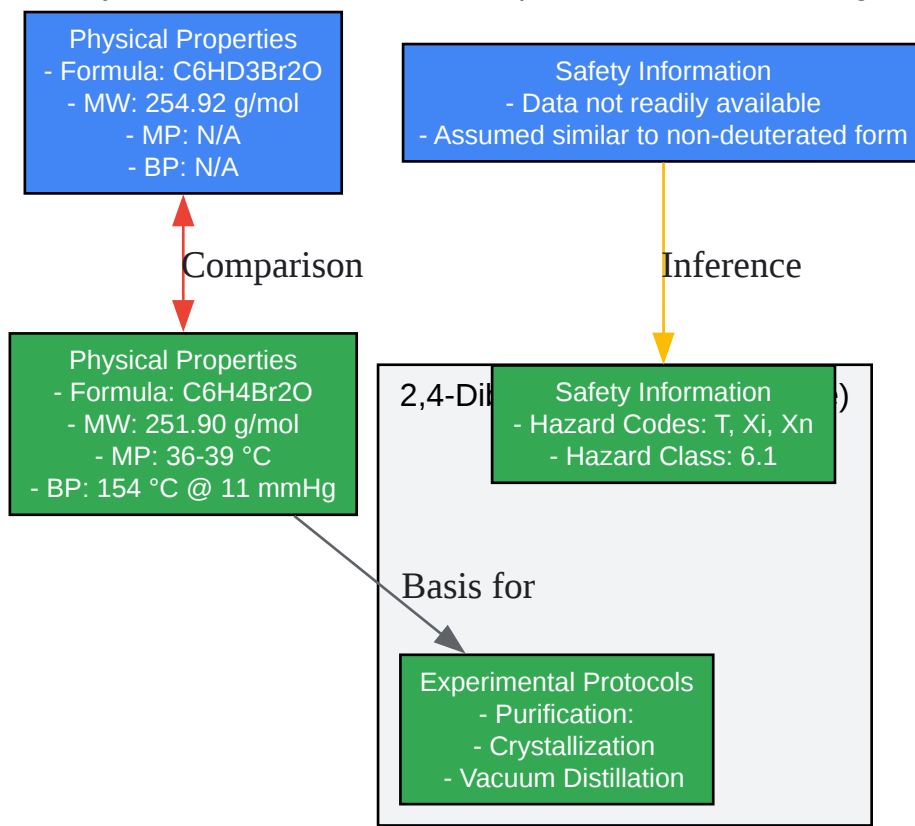 Physical Properties
- Formula: C6HD3Br2O
- MW: 254.92 g/mol
- MP: N/A
- BP: N/A
Safety Information
- Data not readily available
- Assumed similar to non-deuterated form
Comparison
Inference
Physical Properties
- Formula: C6H4Br2O
- MW: 251.90 g/mol
- MP: 36-39 °C
- BP: 154 °C @ 11 mmHg
Safety Information
- Hazard Codes: T, Xi, Xn
- Hazard Class: 6.1
Basis for
Experimental Protocols
- Purification:
- Crystallization
- Vacuum Distillation